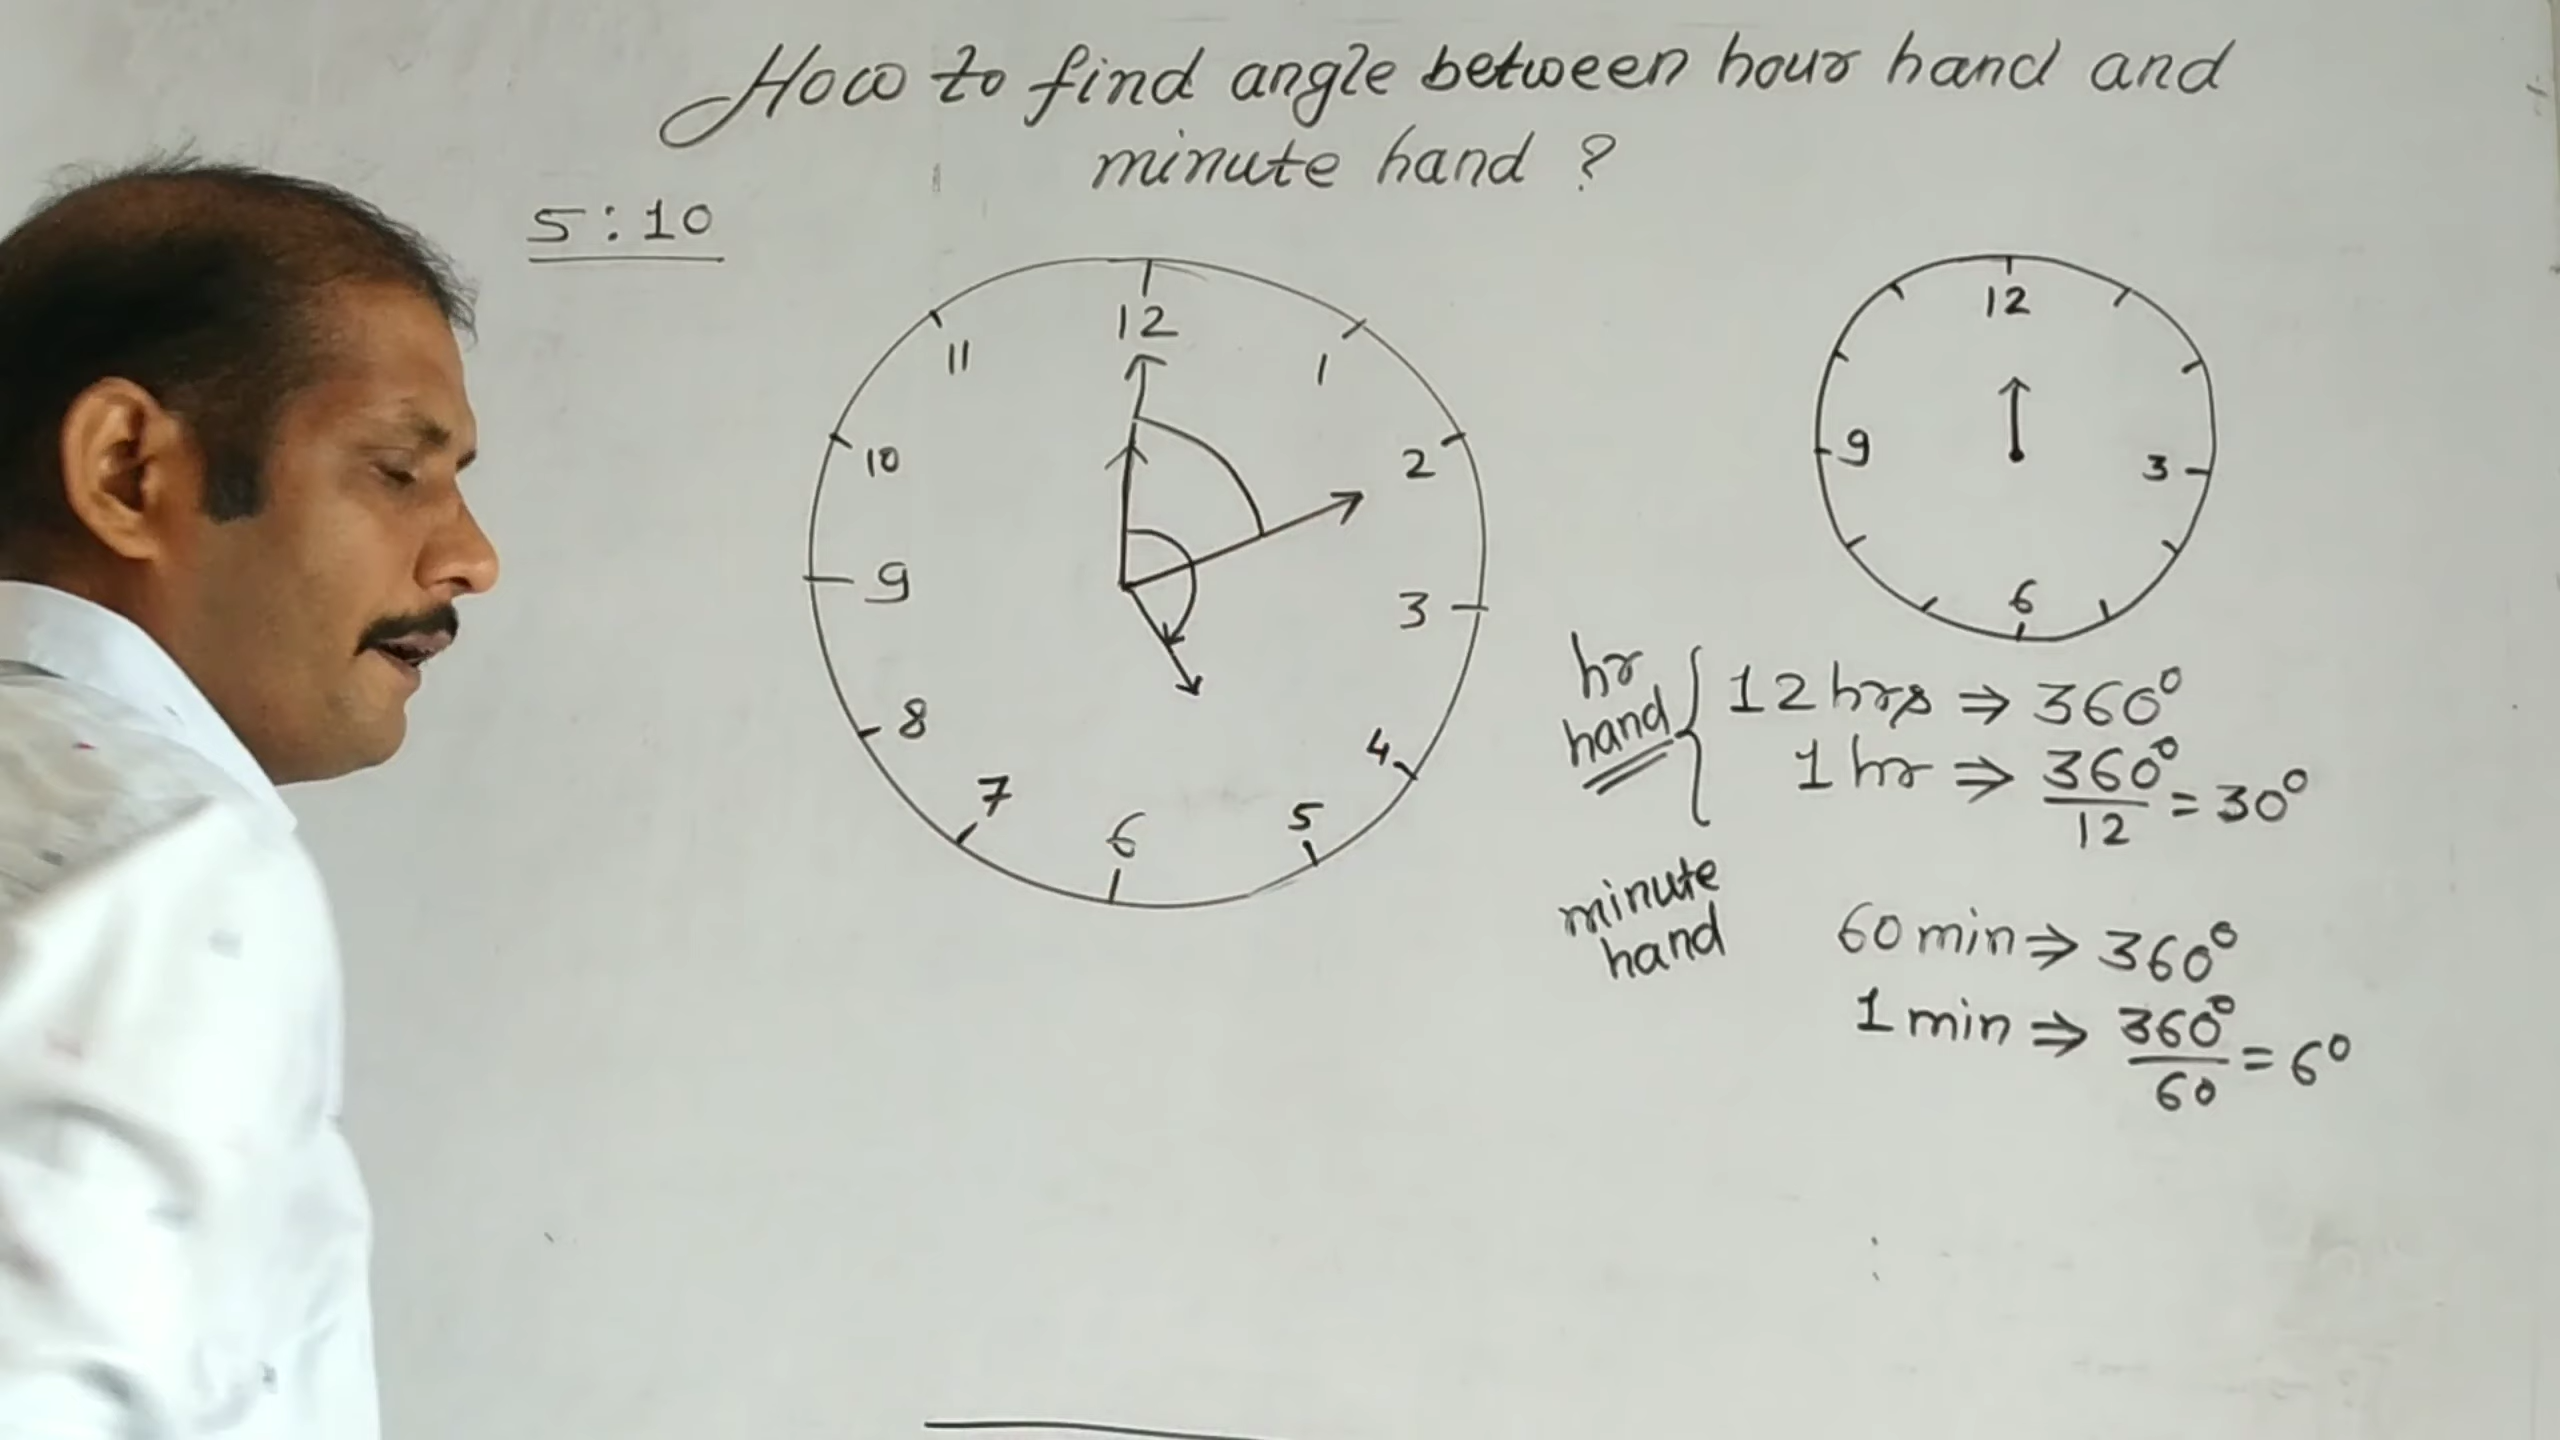 How to find angle between hour hand and
minute hand ?
5:10
12
1
2
3
4
5
6
7
8
9
10
11
12
3
6
9
hr
hand
12 hrs ⇒ 360°
1 hr ⇒ 360°/12 = 30°
minute
hand
60 min ⇒ 360°
1 min ⇒ 360°/60 = 6°